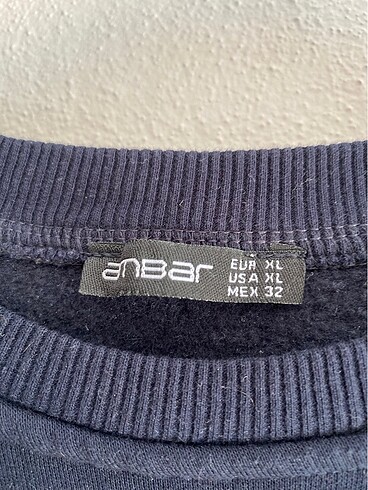 anBar
EUR XL
USA XL
MEX 32